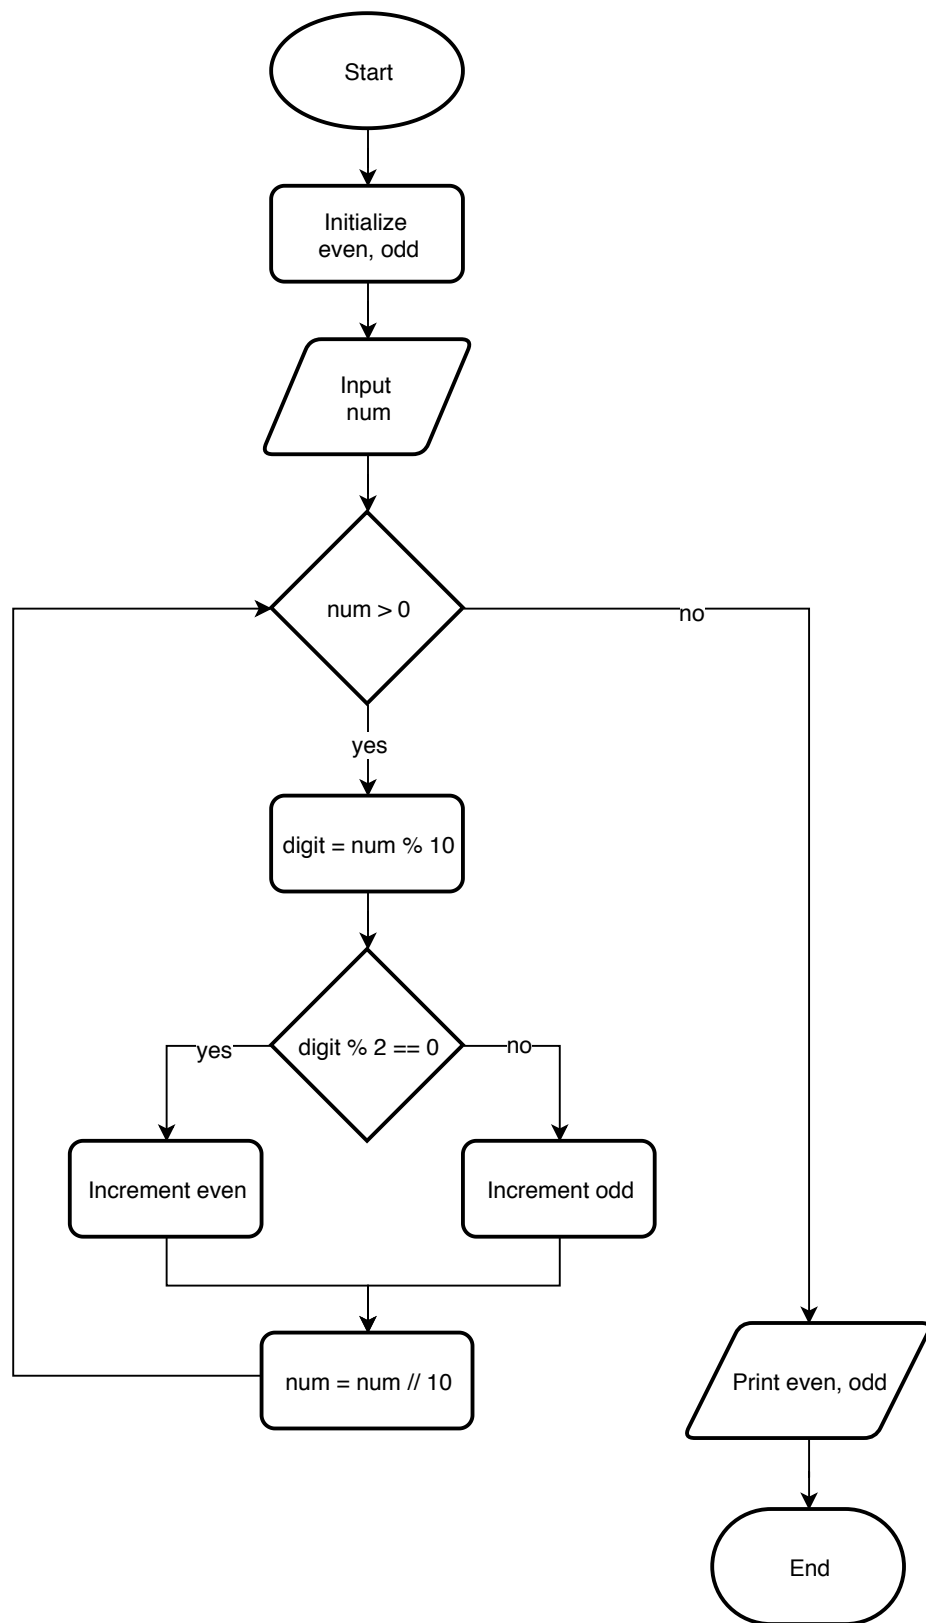 Start
Initialize
even, odd
Input
num
num > 0
no
yes
digit = num % 10
digit % 2 == 0
yes
no
Increment even
Increment odd
num = num // 10
Print even, odd
End